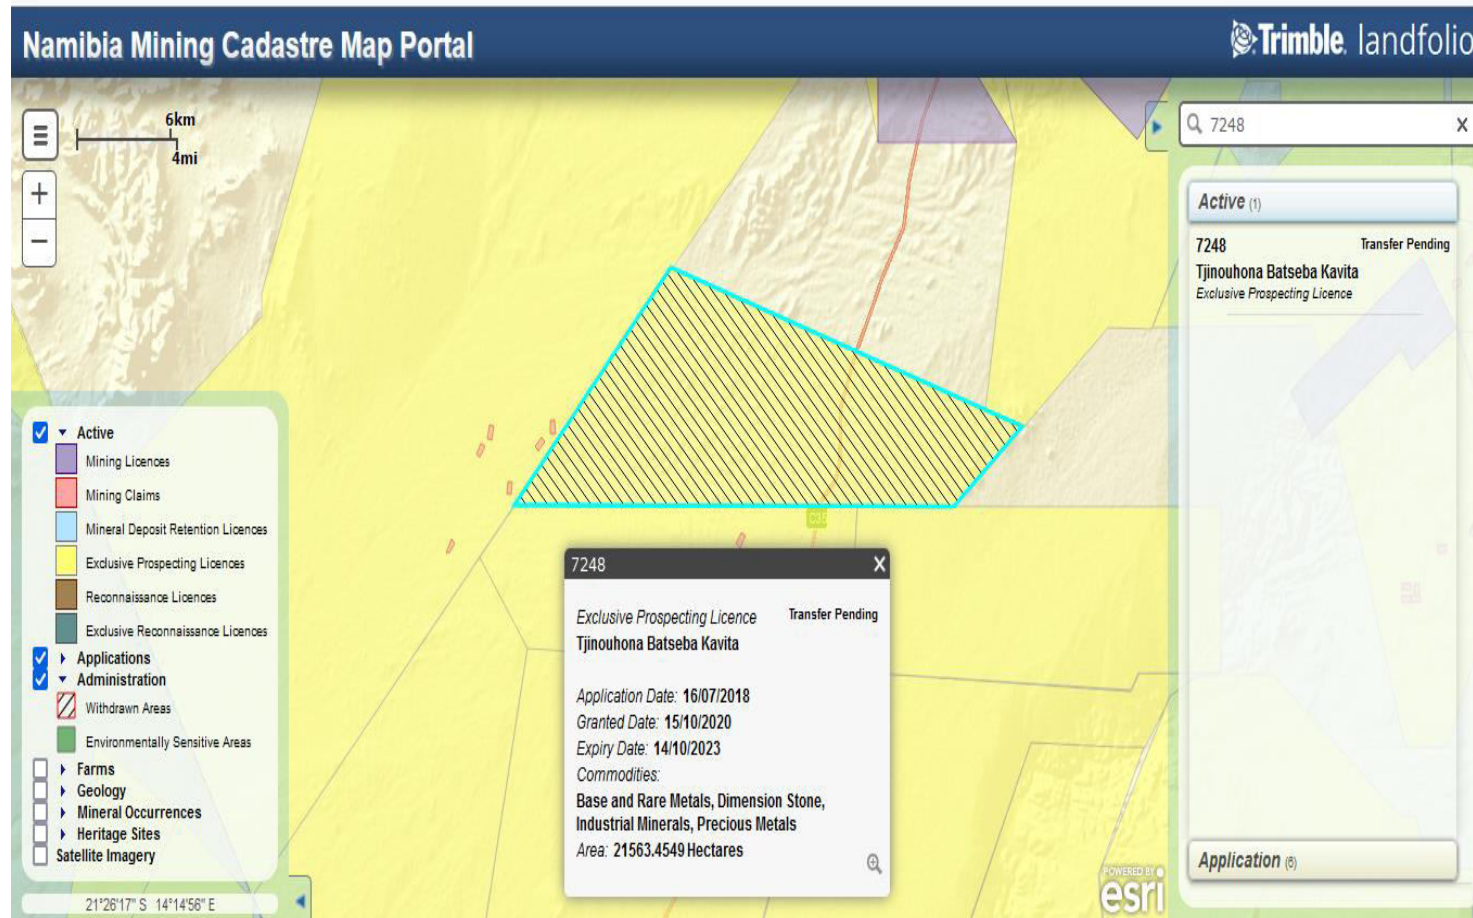 Namibia Mining Cadastre Map Portal
Trimble. landfolio
6km
4mi
+
−
7248 X
Active (1)
7248 Transfer Pending
Tjinouhona Batseba Kavita
Exclusive Prospecting Licence
Active
Mining Licences
Mining Claims
Mineral Deposit Retention Licences
Exclusive Prospecting Licences
Reconnaissance Licences
Exclusive Reconnaissance Licences
Applications
Administration
Withdrawn Areas
Environmentally Sensitive Areas
Farms
Geology
Mineral Occurrences
Heritage Sites
Satellite Imagery
21°26'17" S 14°14'56" E
7248 X
Exclusive Prospecting Licence Transfer Pending
Tjinouhona Batseba Kavita
Application Date: 16/07/2018
Granted Date: 15/10/2020
Expiry Date: 14/10/2023
Commodities:
Base and Rare Metals, Dimension Stone,
Industrial Minerals, Precious Metals
Area: 21563.4549 Hectares
POWERED BY
esri
Application (6)